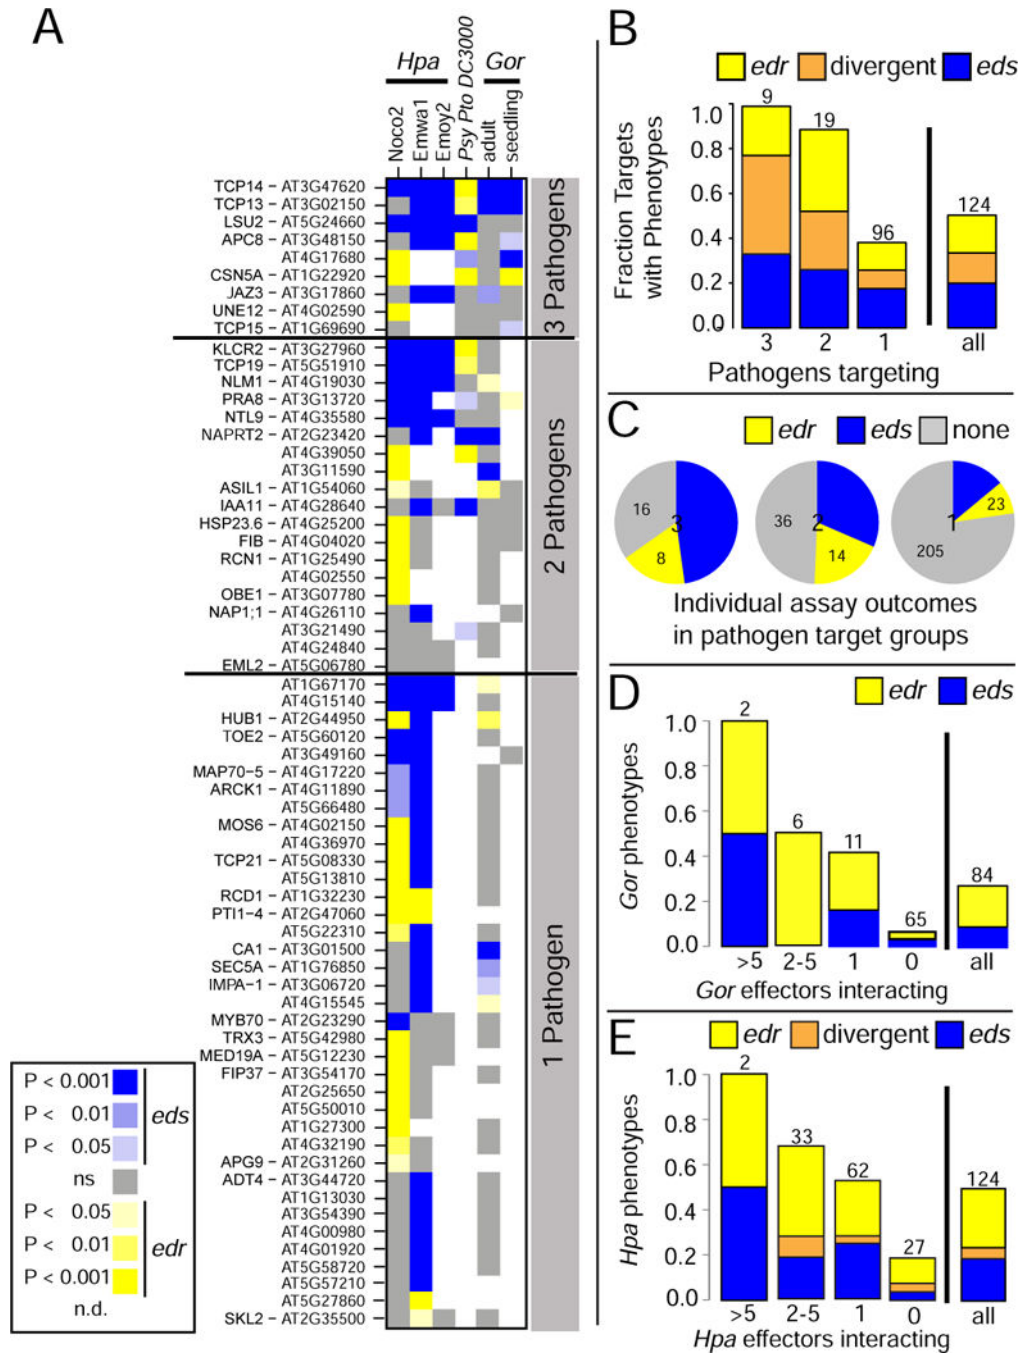 A
Hpa
Psy Pto DC3000
Gor
Noco2
Emwa1
Emoy2
adult
seedling
TCP14 – AT3G47620
TCP13 – AT3G02150
LSU2 – AT5G24660
APC8 – AT3G48150
AT4G17680
CSN5A – AT1G22920
JAZ3 – AT3G17860
UNE12 – AT4G02590
TCP15 – AT1G69690
3 Pathogens
KLCR2 – AT3G27960
TCP19 – AT5G51910
NLM1 – AT4G19030
PRA8 – AT3G13720
NTL9 – AT4G35580
NAPRT2 – AT2G23420
AT4G39050
AT3G11590
ASIL1 – AT1G54060
IAA11 – AT4G28640
HSP23.6 – AT4G25200
FIB – AT4G04020
RCN1 – AT1G25490
AT4G02550
OBE1 – AT3G07780
NAP1;1 – AT4G26110
AT3G21490
AT4G24840
EML2 – AT5G06780
2 Pathogens
AT1G67170
AT4G15140
HUB1 – AT2G44950
TOE2 – AT5G60120
AT3G49160
MAP70–5 – AT4G17220
ARCK1 – AT4G11890
AT5G66480
MOS6 – AT4G02150
AT4G36970
TCP21 – AT5G08330
AT5G13810
RCD1 – AT1G32230
PTI1–4 – AT2G47060
AT5G22310
CA1 – AT3G01500
SEC5A – AT1G76850
IMPA–1 – AT3G06720
AT4G15545
MYB70 – AT2G23290
TRX3 – AT5G42980
MED19A – AT5G12230
FIP37 – AT3G54170
AT2G25650
AT5G50010
AT1G27300
AT4G32190
APG9 – AT2G31260
ADT4 – AT3G44720
AT1G13030
AT3G54390
AT4G00980
AT4G01920
AT5G58720
AT5G57210
AT5G27860
SKL2 – AT2G35500
1 Pathogen
P < 0.001
P < 0.01
P < 0.05
eds
ns
P < 0.05
P < 0.01
P < 0.001
edr
n.d.
B
edr divergent eds
Fraction Targets
with Phenotypes
1.0
0.8
0.6
0.4
0.2
0.0
9
19
96
124
3 2 1 all
Pathogens targeting
C
edr eds none
16
3
8
36
2
14
1
23
205
Individual assay outcomes
in pathogen target groups
D
edr eds
Gor phenotypes
1.0
0.8
0.6
0.4
0.2
0.0
2
6
11
65
84
>5 2-5 1 0 all
Gor effectors interacting
E
edr divergent eds
Hpa phenotypes
1.0
0.8
0.6
0.4
0.2
0.0
2
33
62
27
124
>5 2-5 1 0 all
Hpa effectors interacting